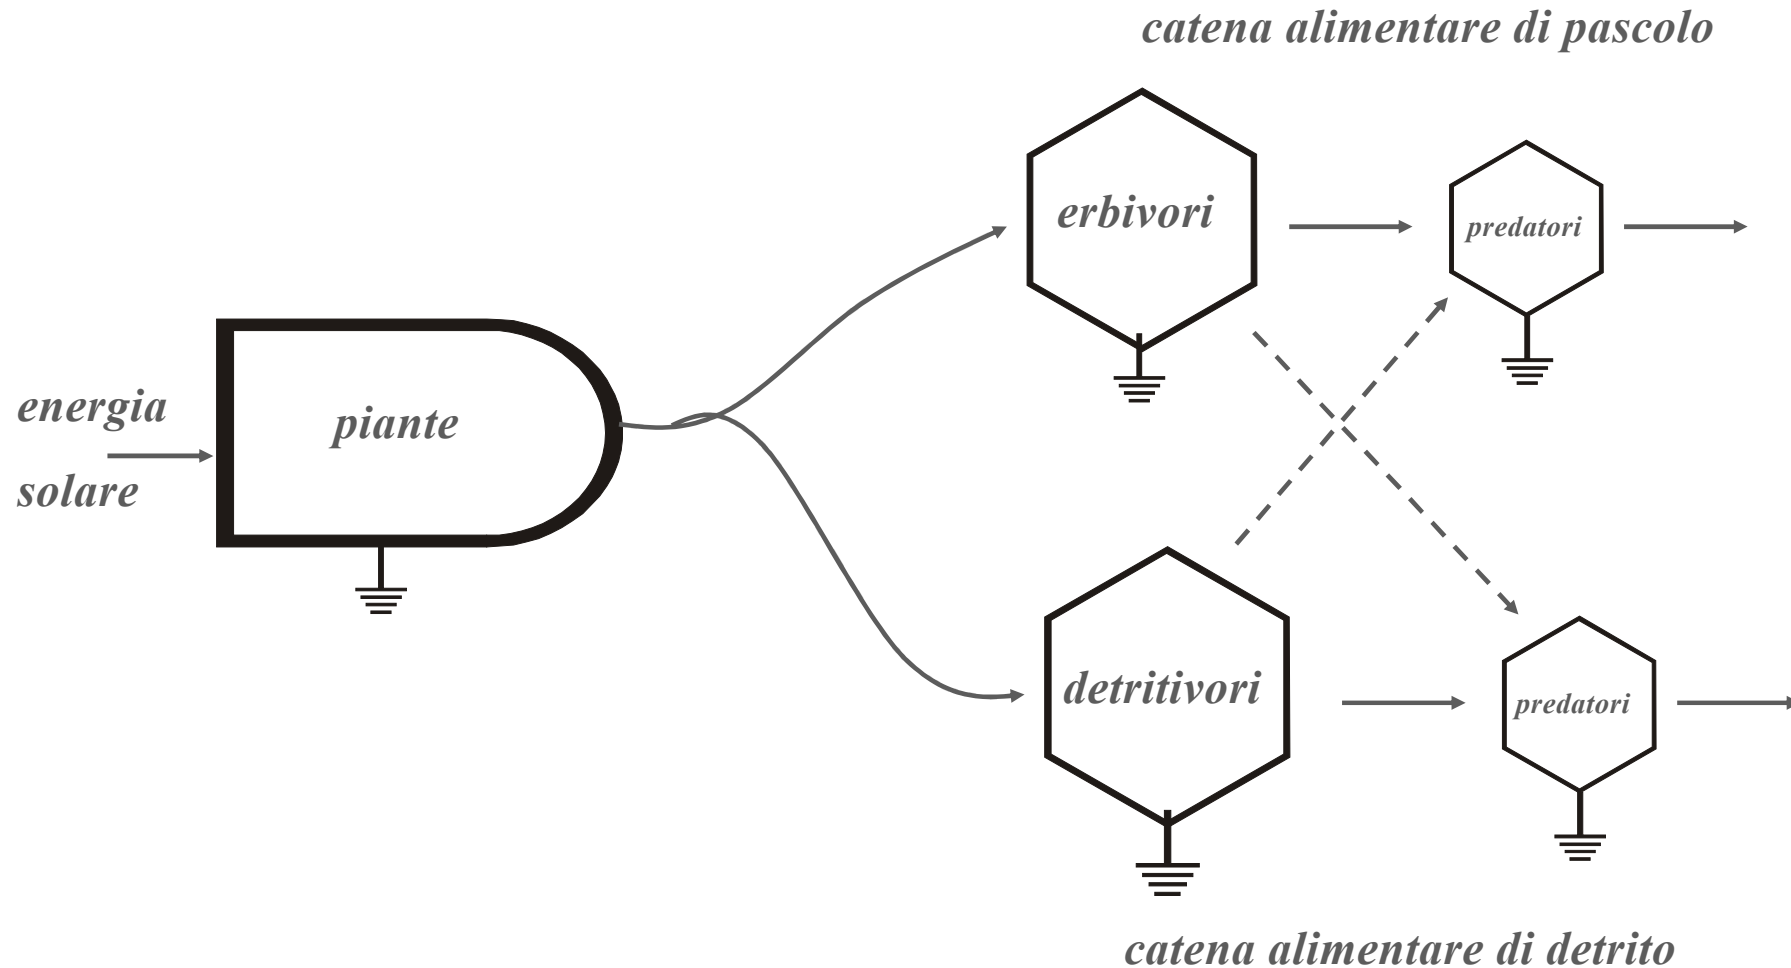 catena alimentare di pascolo
erbivori
predatori
energia
solare
piante
detritivori
predatori
catena alimentare di detrito